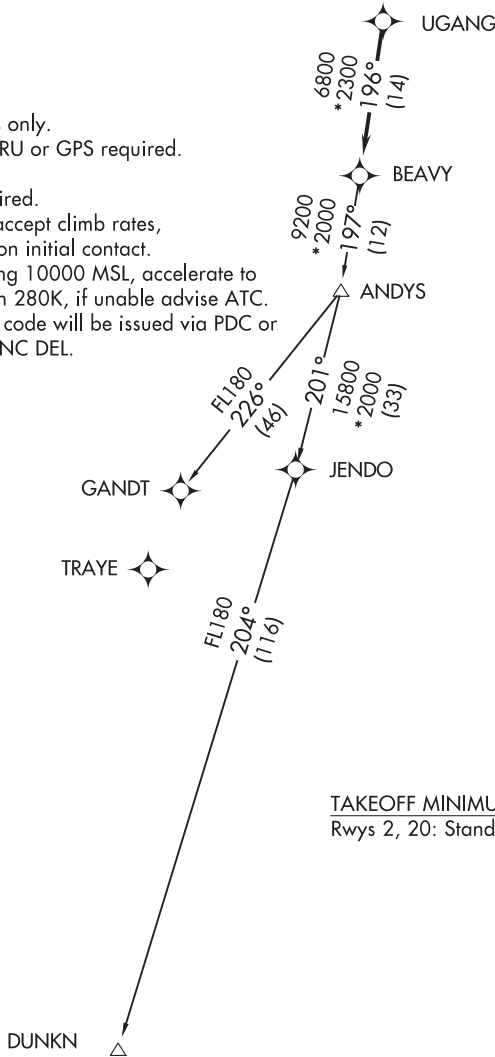 UGANG
6800
*2300
196°
(14)
only.
RU or GPS required.
BEAVY
ired.
accept climb rates,
on initial contact.
ng 10000 MSL, accelerate to
n 280K, if unable advise ATC.
code will be issued via PDC or
NC DEL.
9200
*2000
197°
(12)
ANDYS
FL180
226°
(46)
201°
15800
*2000
(33)
JENDO
GANDT
TRAYE
FL180
204°
(116)
TAKEOFF MINIMU
Rwys 2, 20: Stand
DUNKN